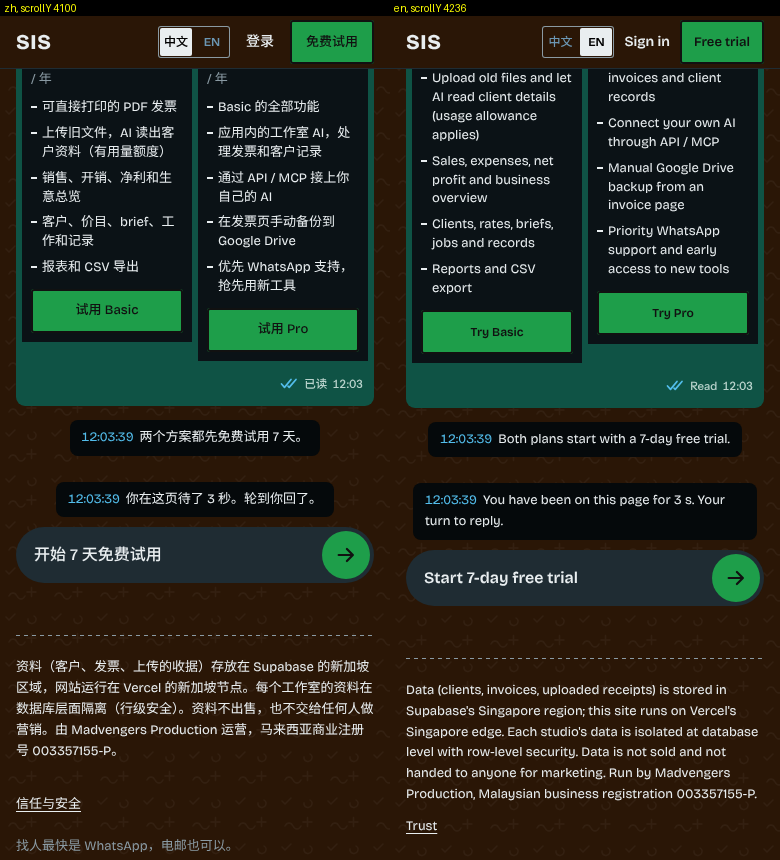 zh, scrollY 4100
SIS
中文 EN
登录
免费试用
/ 年
– 可直接打印的 PDF 发票
– 上传旧文件，AI 读出客
户资料（有用量额度）
– 销售、开销、净利和生
意总览
– 客户、价目、brief、工
作和记录
– 报表和 CSV 导出
试用 Basic
/ 年
– Basic 的全部功能
– 应用内的工作室 AI，处
理发票和客户记录
– 通过 API / MCP 接上你
自己的 AI
– 在发票页手动备份到
Google Drive
– 优先 WhatsApp 支持，
抢先用新工具
试用 Pro
已读 12:03
12:03:39 两个方案都先免费试用 7 天。
12:03:39 你在这页待了 3 秒。轮到你回了。
开始 7 天免费试用
资料（客户、发票、上传的收据）存放在 Supabase 的新加坡
区域，网站运行在 Vercel 的新加坡节点。每个工作室的资料在
数据库层面隔离（行级安全）。资料不出售，也不交给任何人做
营销。由 Madvengers Production 运营，马来西亚商业注册
号 003357155-P。
信任与安全
找人最快是 WhatsApp，电邮也可以。
en, scrollY 4236
SIS
中文 EN
Sign in
Free trial
– Upload old files and let
AI read client details
(usage allowance
applies)
– Sales, expenses, net
profit and business
overview
– Clients, rates, briefs,
jobs and records
– Reports and CSV
export
Try Basic
invoices and client
records
– Connect your own AI
through API / MCP
– Manual Google Drive
backup from an
invoice page
– Priority WhatsApp
support and early
access to new tools
Try Pro
Read 12:03
12:03:39 Both plans start with a 7-day free trial.
12:03:39 You have been on this page for 3 s. Your
turn to reply.
Start 7-day free trial
Data (clients, invoices, uploaded receipts) is stored in
Supabase's Singapore region; this site runs on Vercel's
Singapore edge. Each studio's data is isolated at database
level with row-level security. Data is not sold and not
handed to anyone for marketing. Run by Madvengers
Production, Malaysian business registration 003357155-P.
Trust